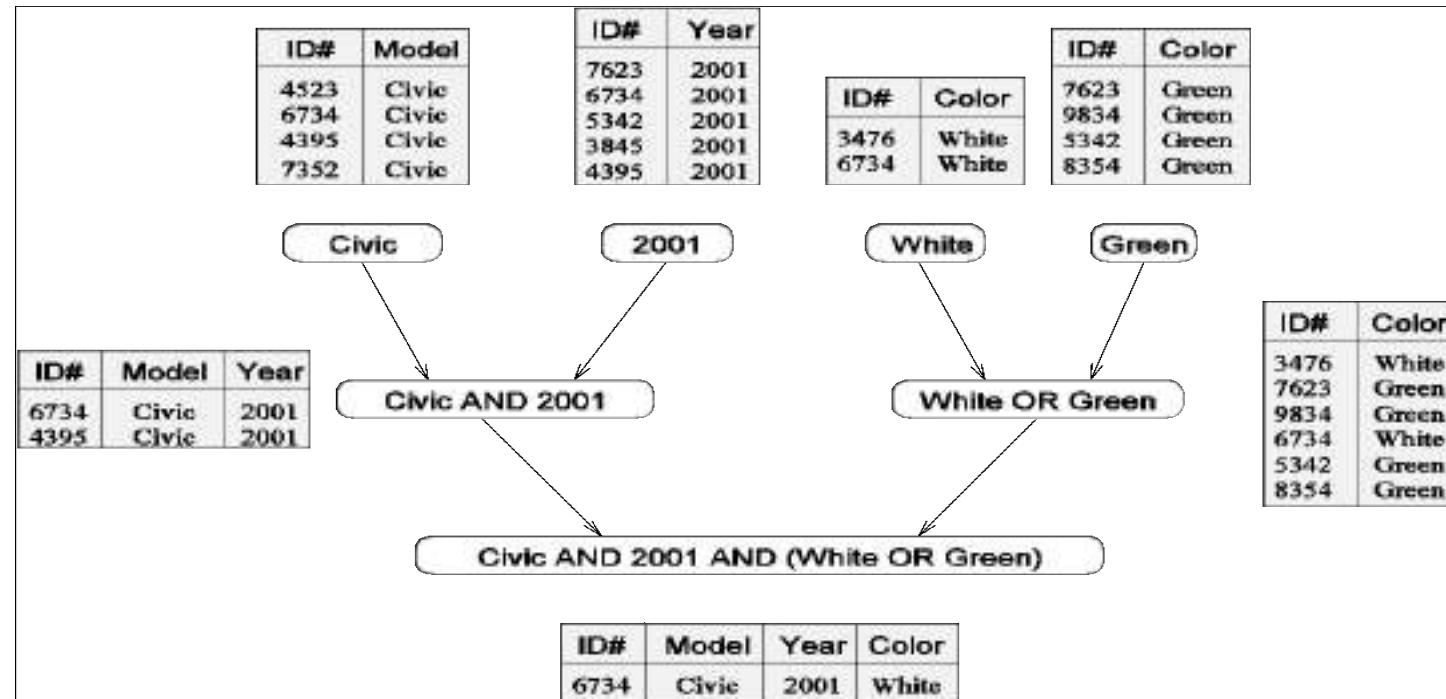 ID# Model
4523 Civic
6734 Civic
4395 Civic
7352 Civic
ID# Year
7623 2001
6734 2001
5342 2001
3845 2001
4395 2001
ID# Color
3476 White
6734 White
ID# Color
7623 Green
9834 Green
5342 Green
8354 Green
Civic
2001
White
Green
ID# Model Year
6734 Civic 2001
4395 Civic 2001
Civic AND 2001
White OR Green
ID# Color
3476 White
7623 Green
9834 Green
6734 White
5342 Green
8354 Green
Civic AND 2001 AND (White OR Green)
ID# Model Year Color
6734 Civic 2001 White